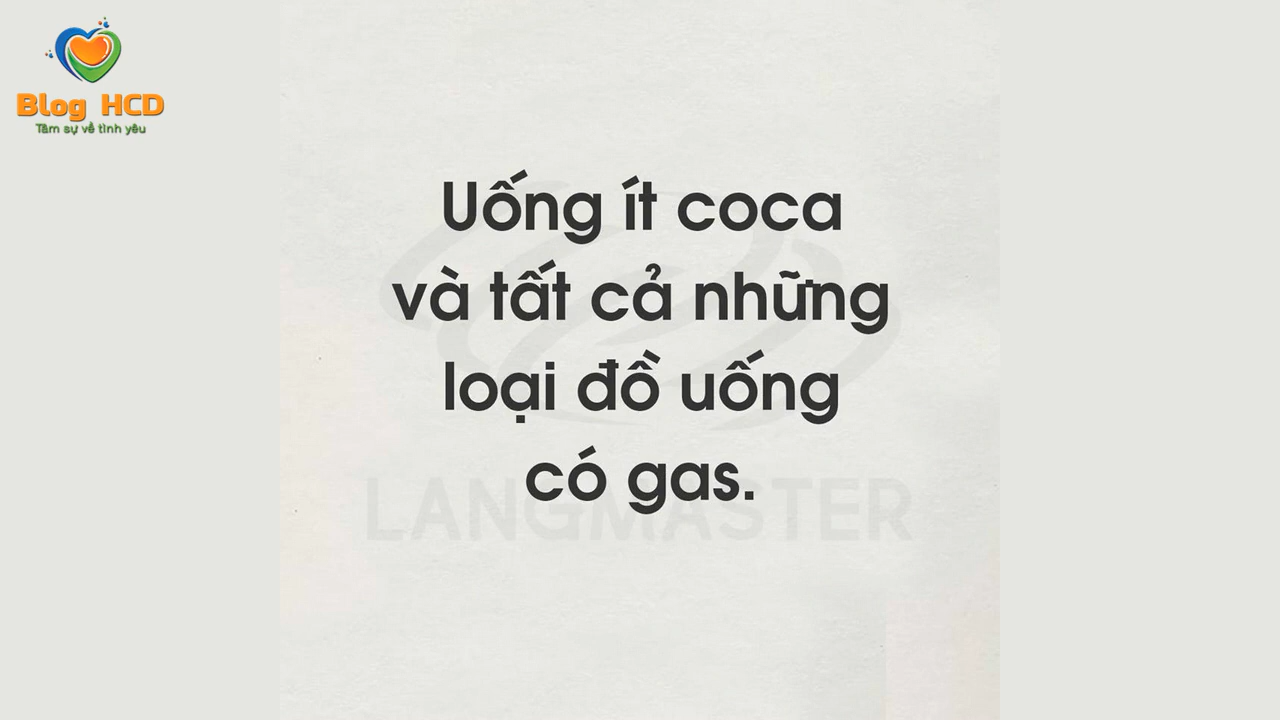 Blog HCD
Tâm sự về tình yêu
Uống ít coca
và tất cả những
loại đồ uống
có gas.
LANGMASTER